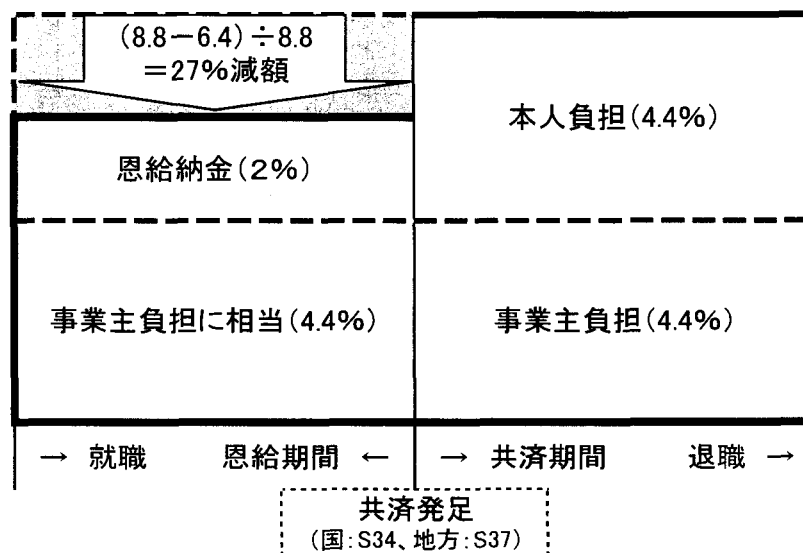 (8.8－6.4)÷8.8
＝27%減額
本人負担(4.4%)
恩給納金(2%)
事業主負担に相当(4.4%)
事業主負担(4.4%)
→ 就職 恩給期間 ← → 共済期間 退職 →
共済発足
(国:S34、地方:S37)